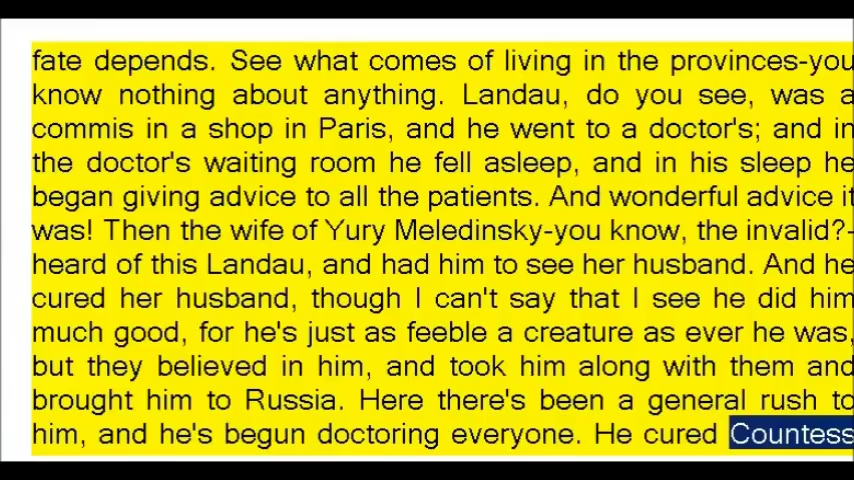 fate depends. See what comes of living in the provinces-you
know nothing about anything. Landau, do you see, was a
commis in a shop in Paris, and he went to a doctor's; and in
the doctor's waiting room he fell asleep, and in his sleep he
began giving advice to all the patients. And wonderful advice it
was! Then the wife of Yury Meledinsky-you know, the invalid?-
heard of this Landau, and had him to see her husband. And he
cured her husband, though I can't say that I see he did him
much good, for he's just as feeble a creature as ever he was,
but they believed in him, and took him along with them and
brought him to Russia. Here there's been a general rush to
him, and he's begun doctoring everyone. He cured Countess